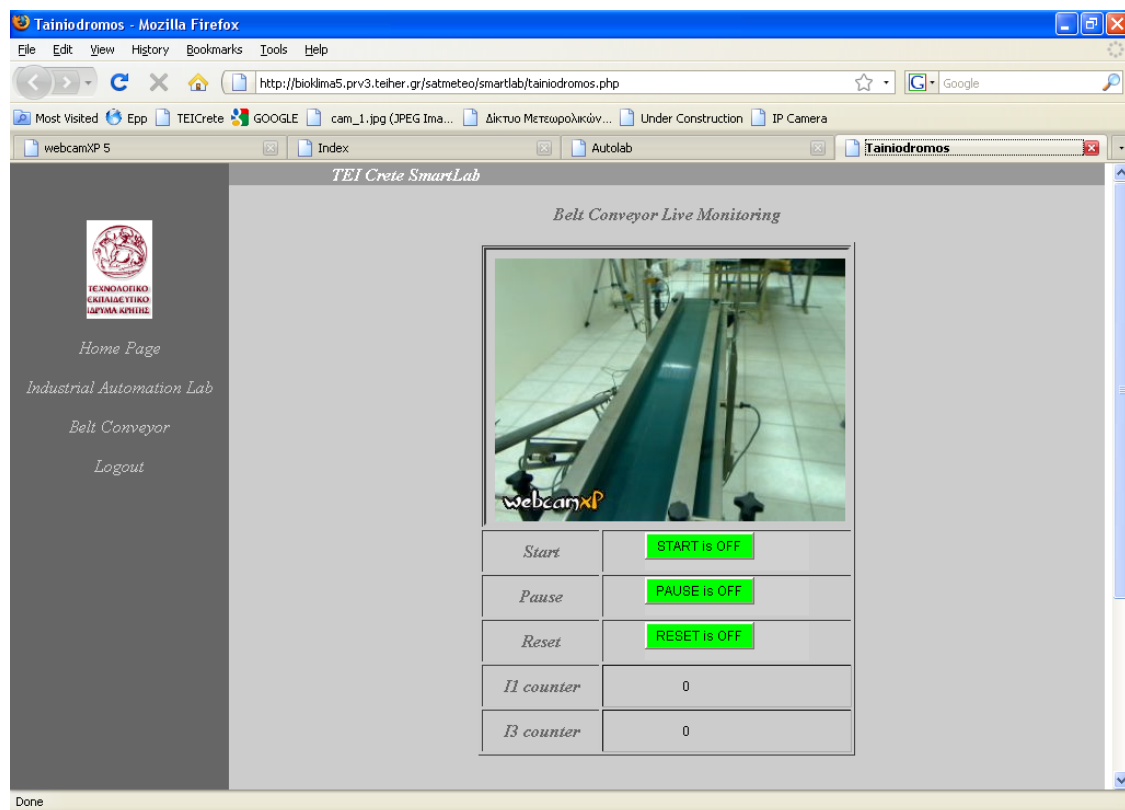 Tainiodromos - Mozilla Firefox
File Edit View History Bookmarks Tools Help
http://bioklima5.prv3.teiher.gr/satmeteo/smartlab/tainiodromos.php
G Google
Most Visited Epp TEICrete GOOGLE cam_1.jpg (JPEG Ima... Δίκτυο Μετεωρολικών... Under Construction IP Camera
webcamXP 5 Index Autolab Tainiodromos
TEI Crete SmartLab
Belt Conveyor Live Monitoring
ΤΕΧΝΟΛΟΓΙΚΟ
ΕΚΠΑΙΔΕΥΤΙΚΟ
ΙΔΡΥΜΑ ΚΡΗΤΗΣ
Home Page
Industrial Automation Lab
Belt Conveyor
Logout
webcamXP
Start START is OFF
Pause PAUSE is OFF
Reset RESET is OFF
I1 counter 0
I3 counter 0
Done